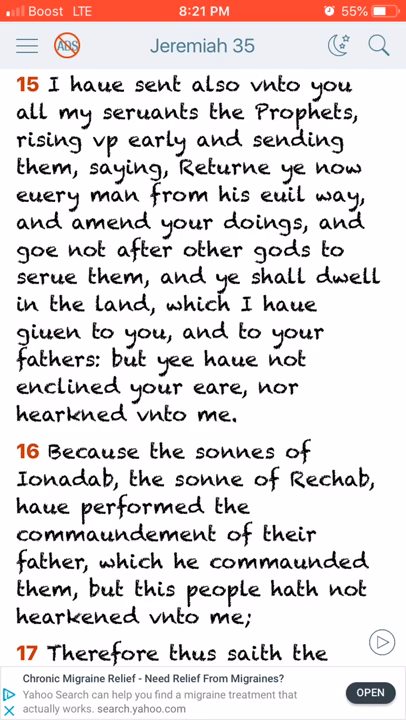 Boost LTE 8:21 PM 55%
ADS Jeremiah 35
15 I haue sent also vnto you
all my seruants the Prophets,
rising vp early and sending
them, saying, Returne ye now
euery man from his euil way,
and amend your doings, and
goe not after other gods to
serue them, and ye shall dwell
in the land, which I haue
giuen to you, and to your
fathers: but yee haue not
enclined your eare, nor
hearkned vnto me.
16 Because the sonnes of
Ionadab, the sonne of Rechab,
haue performed the
commaundement of their
father, which he commaunded
them, but this people hath not
hearkened vnto me;
17 Therefore thus saith the
Chronic Migraine Relief - Need Relief From Migraines?
Yahoo Search can help you find a migraine treatment that
actually works. search.yahoo.com
OPEN